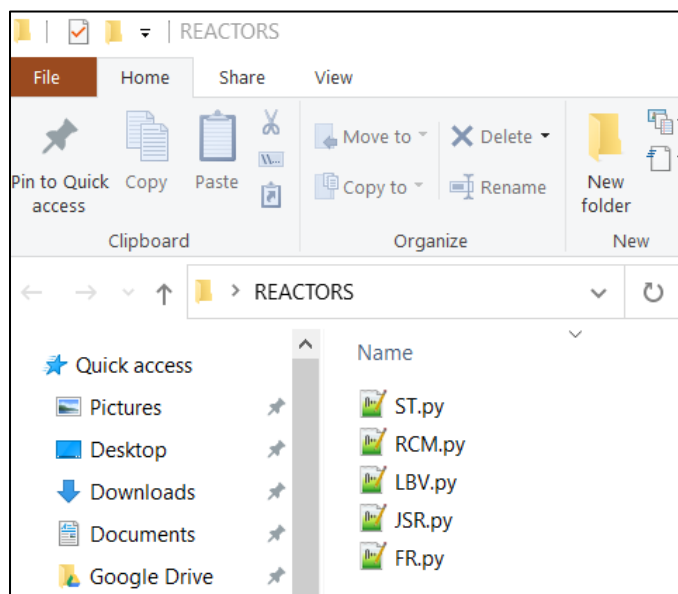 REACTORS
File Home Share View
Pin to Quick access
Copy
Paste
W...
Move to
Copy to
Delete
Rename
New folder
Clipboard Organize New
REACTORS
Quick access
Pictures
Desktop
Downloads
Documents
Google Drive
Name
ST.py
RCM.py
LBV.py
JSR.py
FR.py